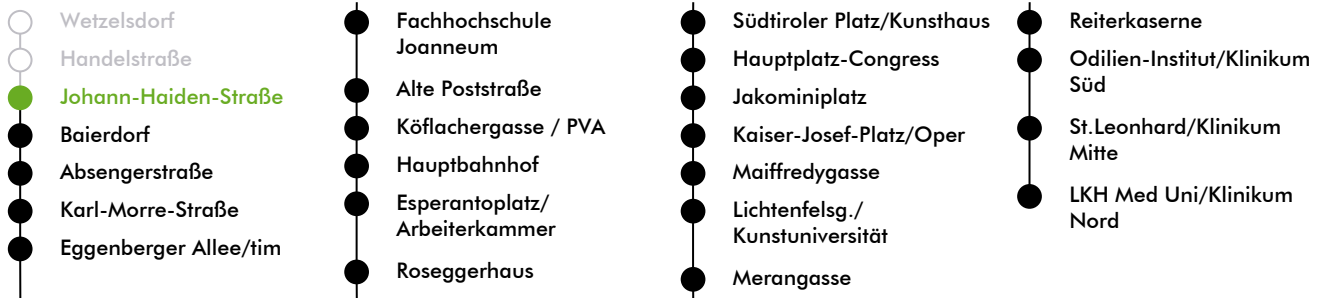 Wetzelsdorf
Handelstraße
Johann-Haiden-Straße
Baierdorf
Absengerstraße
Karl-Morre-Straße
Eggenberger Allee/tim
Fachhochschule
Joanneum
Alte Poststraße
Köflachergasse / PVA
Hauptbahnhof
Esperantoplatz/
Arbeiterkammer
Roseggerhaus
Südtiroler Platz/Kunsthaus
Hauptplatz-Congress
Jakominiplatz
Kaiser-Josef-Platz/Oper
Maiffredygasse
Lichtenfelsg./
Kunstuniversität
Merangasse
Reiterkaserne
Odilien-Institut/Klinikum
Süd
St.Leonhard/Klinikum
Mitte
LKH Med Uni/Klinikum
Nord